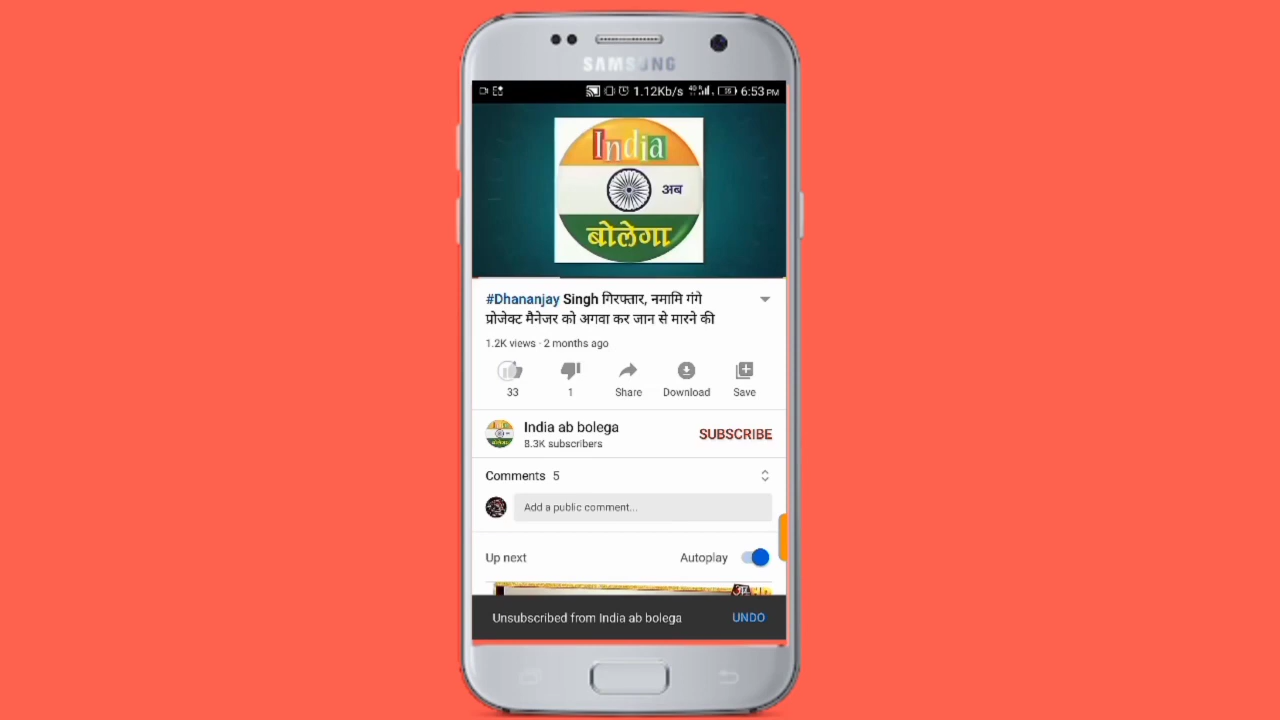 SAMSUNG
1.12Kb/s 6:53 PM
India
अब
बोलेगा
#Dhananjay Singh गिरफ्तार, नमामि गंगे
प्रोजेक्ट मैनेजर को अगवा कर जान से मारने की
1.2K views · 2 months ago
33 1 Share Download Save
India ab bolega
8.3K subscribers
SUBSCRIBE
Comments 5
Add a public comment...
Up next Autoplay
Unsubscribed from India ab bolega UNDO